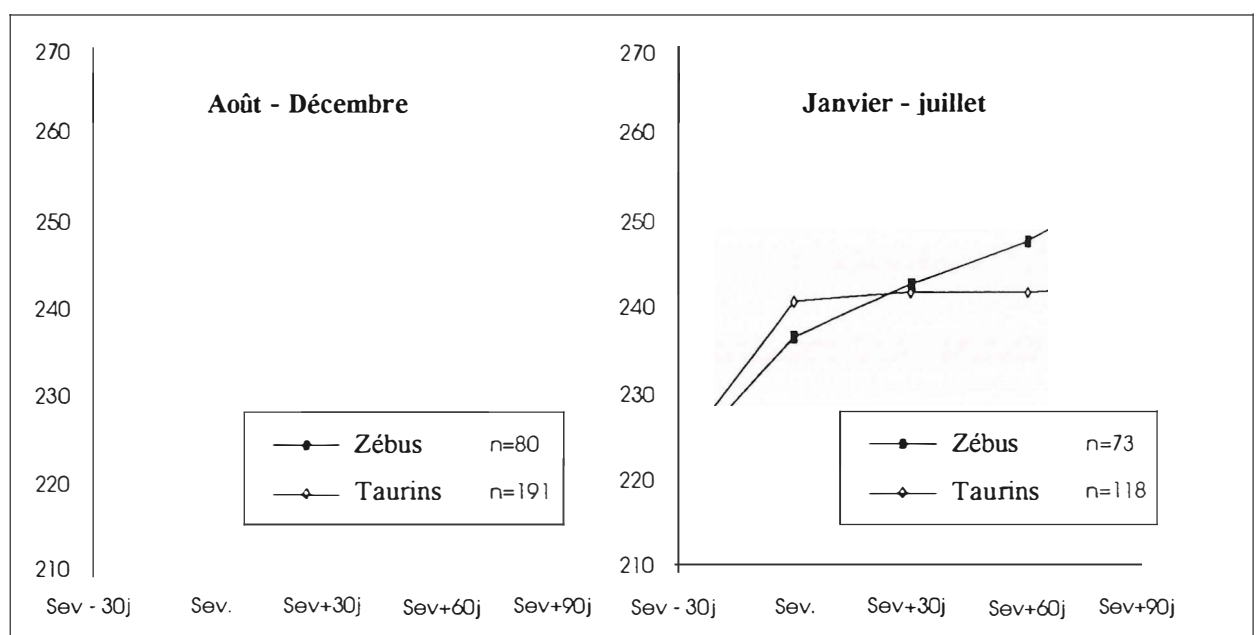 Août - Décembre
270
260
250
240
230
220
210
Zébus n=80
Taurins n=191
Sev - 30j Sev. Sev+30j Sev+60j Sev+90j
Janvier - juillet
270
260
250
240
230
220
210
Zébus n=73
Taurins n=118
Sev - 30j Sev. Sev+30j Sev+60j Sev+90j